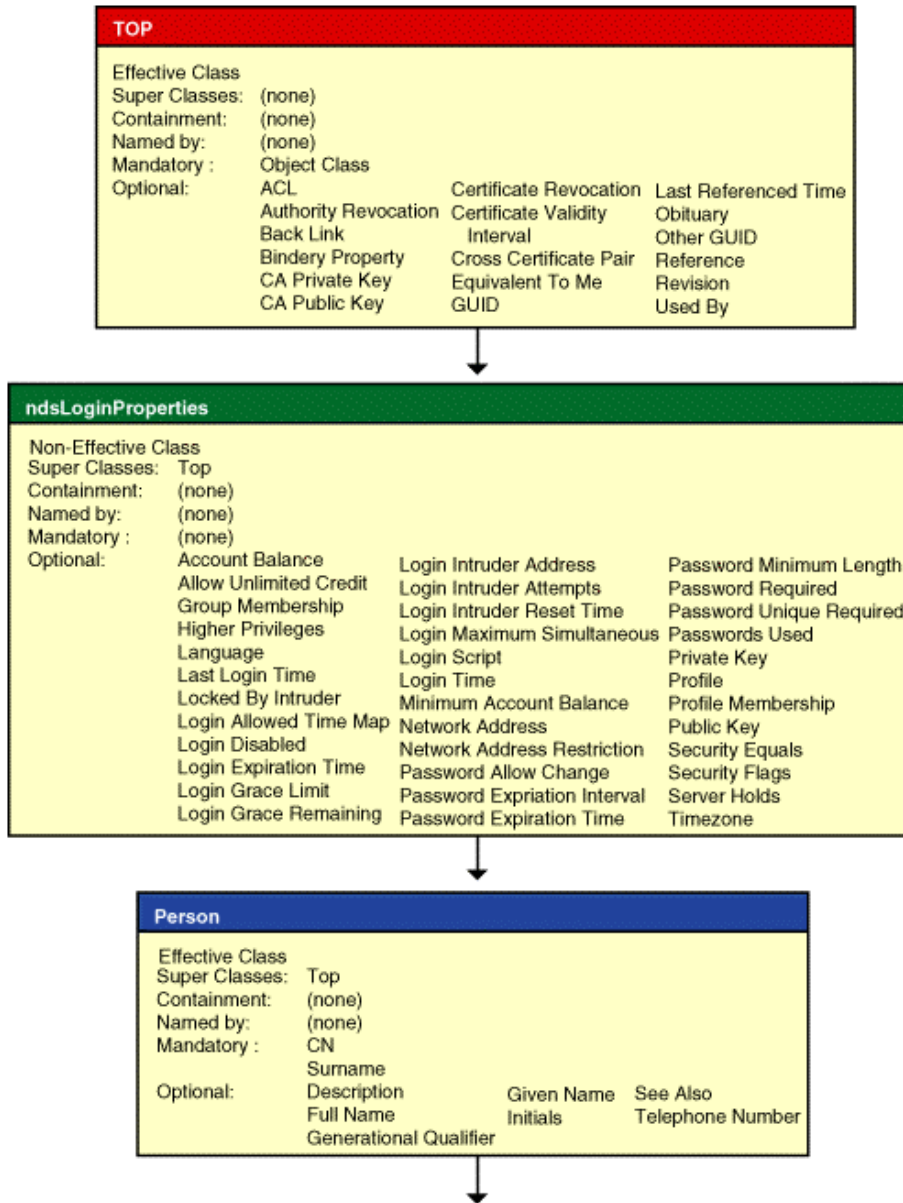 TOP
Effective Class
Super Classes: (none)
Containment: (none)
Named by: (none)
Mandatory : Object Class
Optional: ACL Certificate Revocation Last Referenced Time
Authority Revocation Certificate Validity Obituary
Back Link Interval Other GUID
Bindery Property Cross Certificate Pair Reference
CA Private Key Equivalent To Me Revision
CA Public Key GUID Used By
ndsLoginProperties
Non-Effective Class
Super Classes: Top
Containment: (none)
Named by: (none)
Mandatory : (none)
Optional: Account Balance Login Intruder Address Password Minimum Length
Allow Unlimited Credit Login Intruder Attempts Password Required
Group Membership Login Intruder Reset Time Password Unique Required
Higher Privileges Login Maximum Simultaneous Passwords Used
Language Login Script Private Key
Last Login Time Login Time Profile
Locked By Intruder Minimum Account Balance Profile Membership
Login Allowed Time Map Network Address Public Key
Login Disabled Network Address Restriction Security Equals
Login Expiration Time Password Allow Change Security Flags
Login Grace Limit Password Expriation Interval Server Holds
Login Grace Remaining Password Expiration Time Timezone
Person
Effective Class
Super Classes: Top
Containment: (none)
Named by: (none)
Mandatory : CN
Surname
Optional: Description Given Name See Also
Full Name Initials Telephone Number
Generational Qualifier